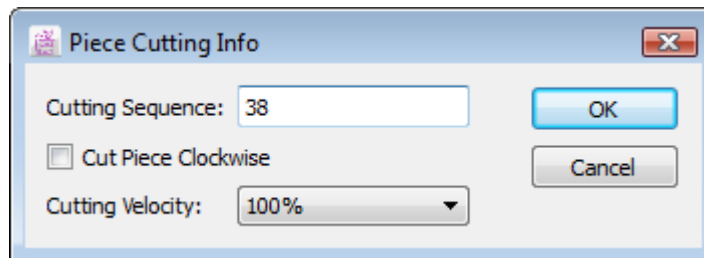 Piece Cutting Info
Cutting Sequence: 38 OK
Cut Piece Clockwise
Cancel
Cutting Velocity: 100%